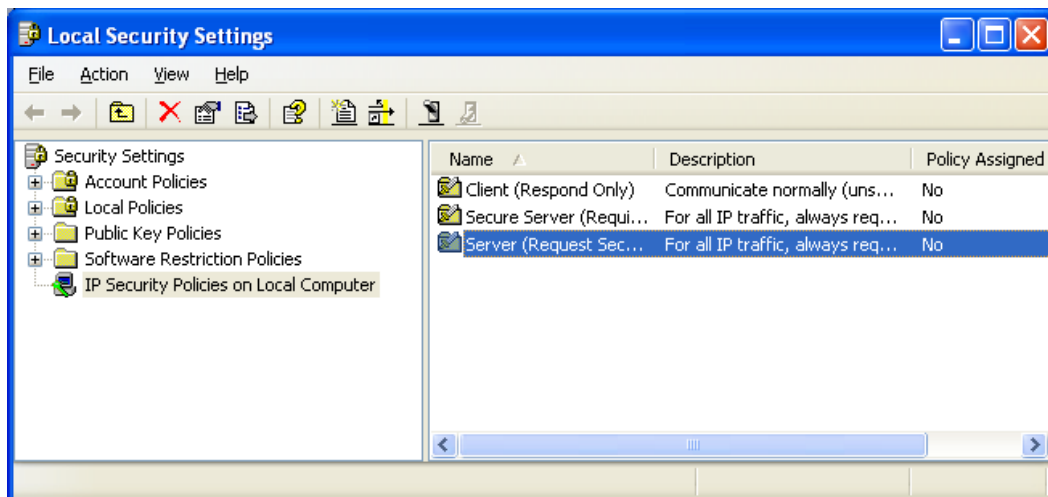 Local Security Settings
File Action View Help
Security Settings
Account Policies
Local Policies
Public Key Policies
Software Restriction Policies
IP Security Policies on Local Computer
Name Description Policy Assigned
Client (Respond Only) Communicate normally (uns... No
Secure Server (Requi... For all IP traffic, always req... No
Server (Request Sec... For all IP traffic, always req... No